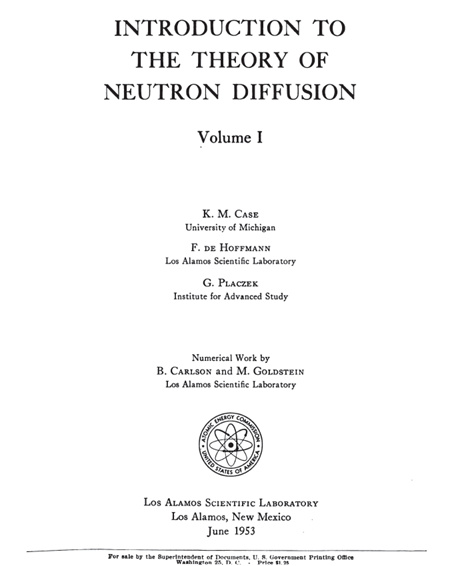 INTRODUCTION TO
THE THEORY OF
NEUTRON DIFFUSION
Volume I
K. M. CASE
University of Michigan
F. DE HOFFMANN
Los Alamos Scientific Laboratory
G. PLACZEK
Institute for Advanced Study
Numerical Work by
B. CARLSON and M. GOLDSTEIN
Los Alamos Scientific Laboratory
ATOMIC ENERGY COMMISSION
UNITED STATES OF AMERICA
LOS ALAMOS SCIENTIFIC LABORATORY
Los Alamos, New Mexico
June 1953
For sale by the Superintendent of Documents, U. S. Government Printing Office
Washington 25, D. C. - Price $1.25